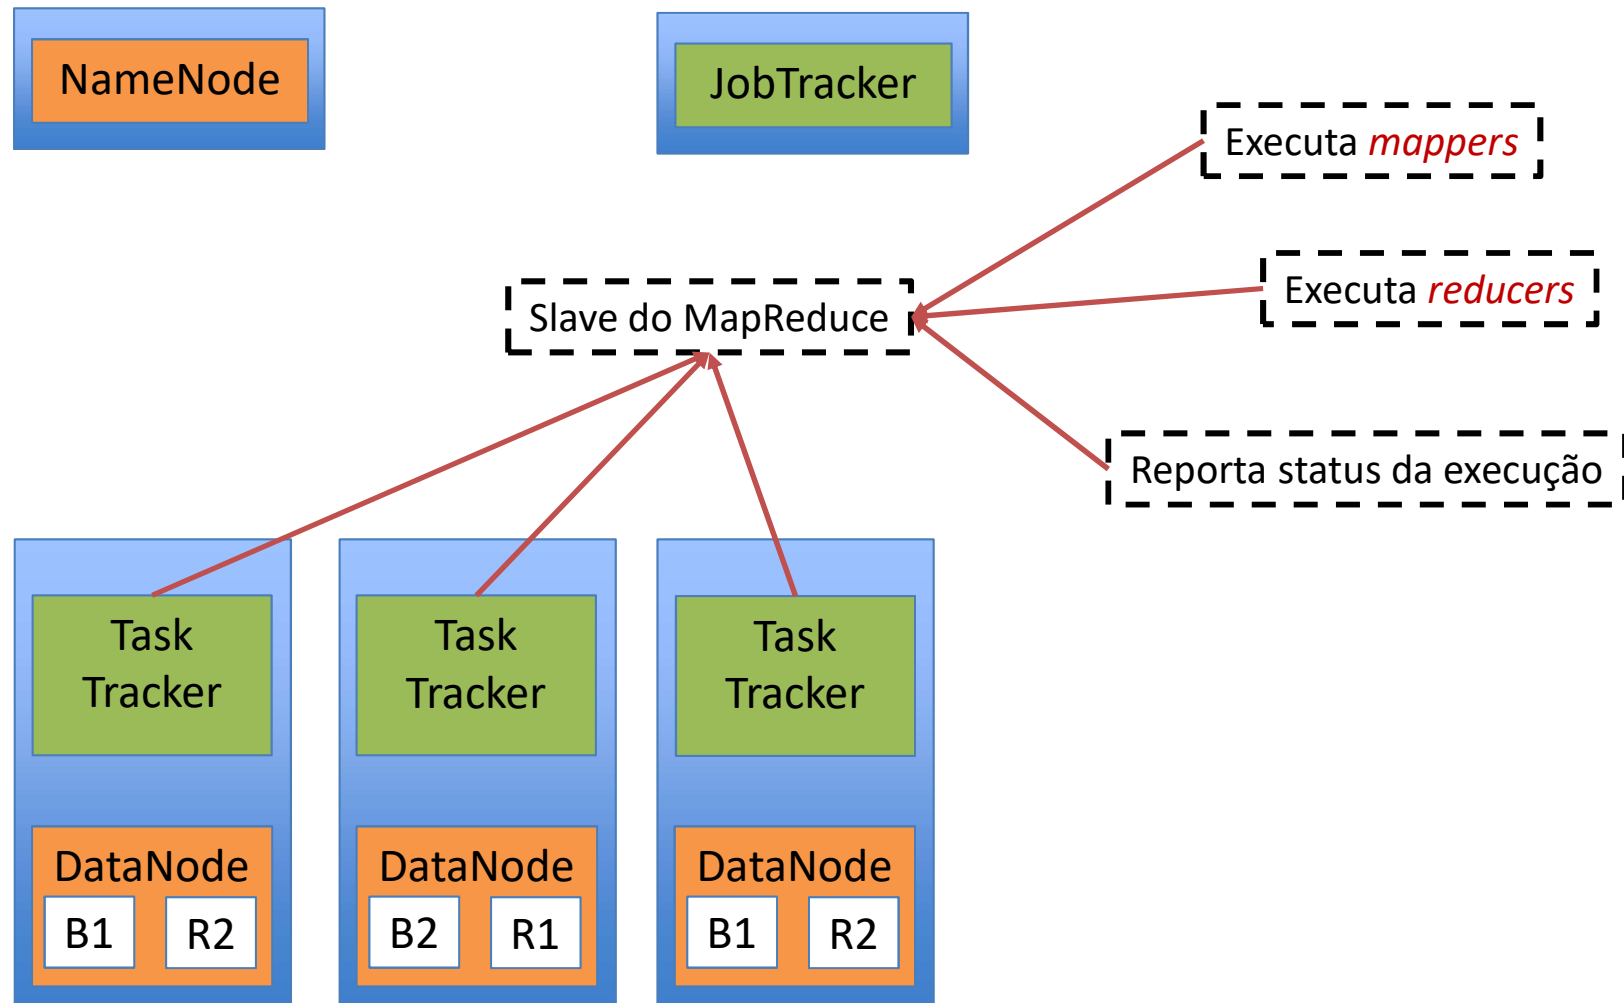 NameNode
JobTracker
Executa mappers
Executa reducers
Slave do MapReduce
Reporta status da execução
Task
Tracker
Task
Tracker
Task
Tracker
DataNode
B1 R2
DataNode
B2 R1
DataNode
B1 R2